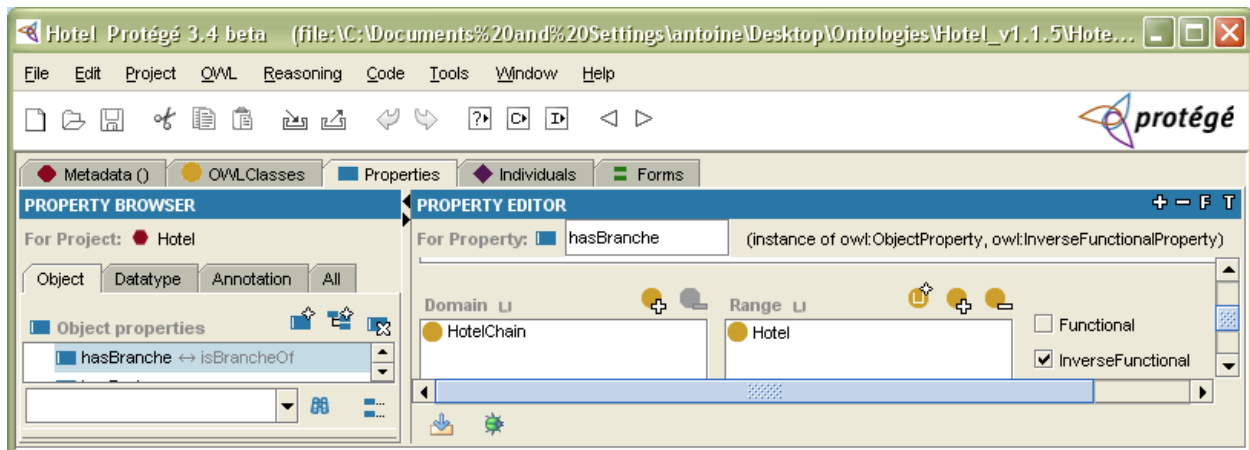 Hotel Protégé 3.4 beta (file:\C:\Documents%20and%20Settings\antoine\Desktop\Ontologies\Hotel_v1.1.5\Hote...
File Edit Project OWL Reasoning Code Tools Window Help
protégé
Metadata () OWLClasses Properties Individuals Forms
PROPERTY BROWSER
For Project: Hotel
Object Datatype Annotation All
Object properties
hasBranche ↔ isBrancheOf
PROPERTY EDITOR
For Property: hasBranche (instance of owl:ObjectProperty, owl:InverseFunctionalProperty)
Domain ⊔ Range ⊔
HotelChain Hotel
Functional
InverseFunctional